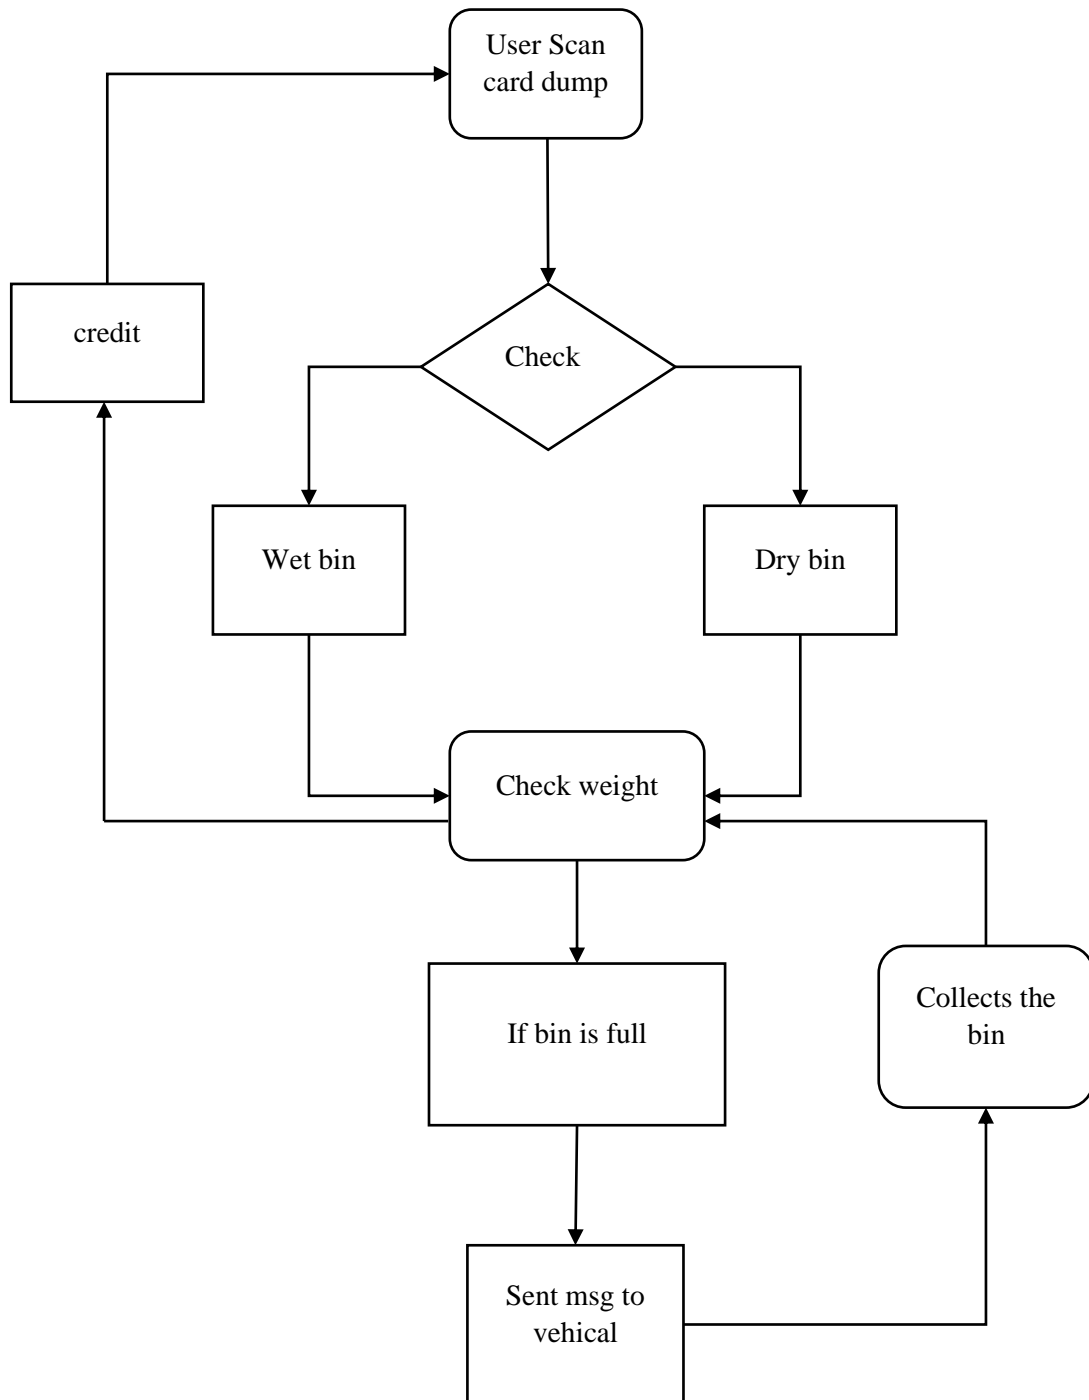 User Scan
card dump
credit
Check
Wet bin
Dry bin
Check weight
If bin is full
Collects the
bin
Sent msg to
vehical